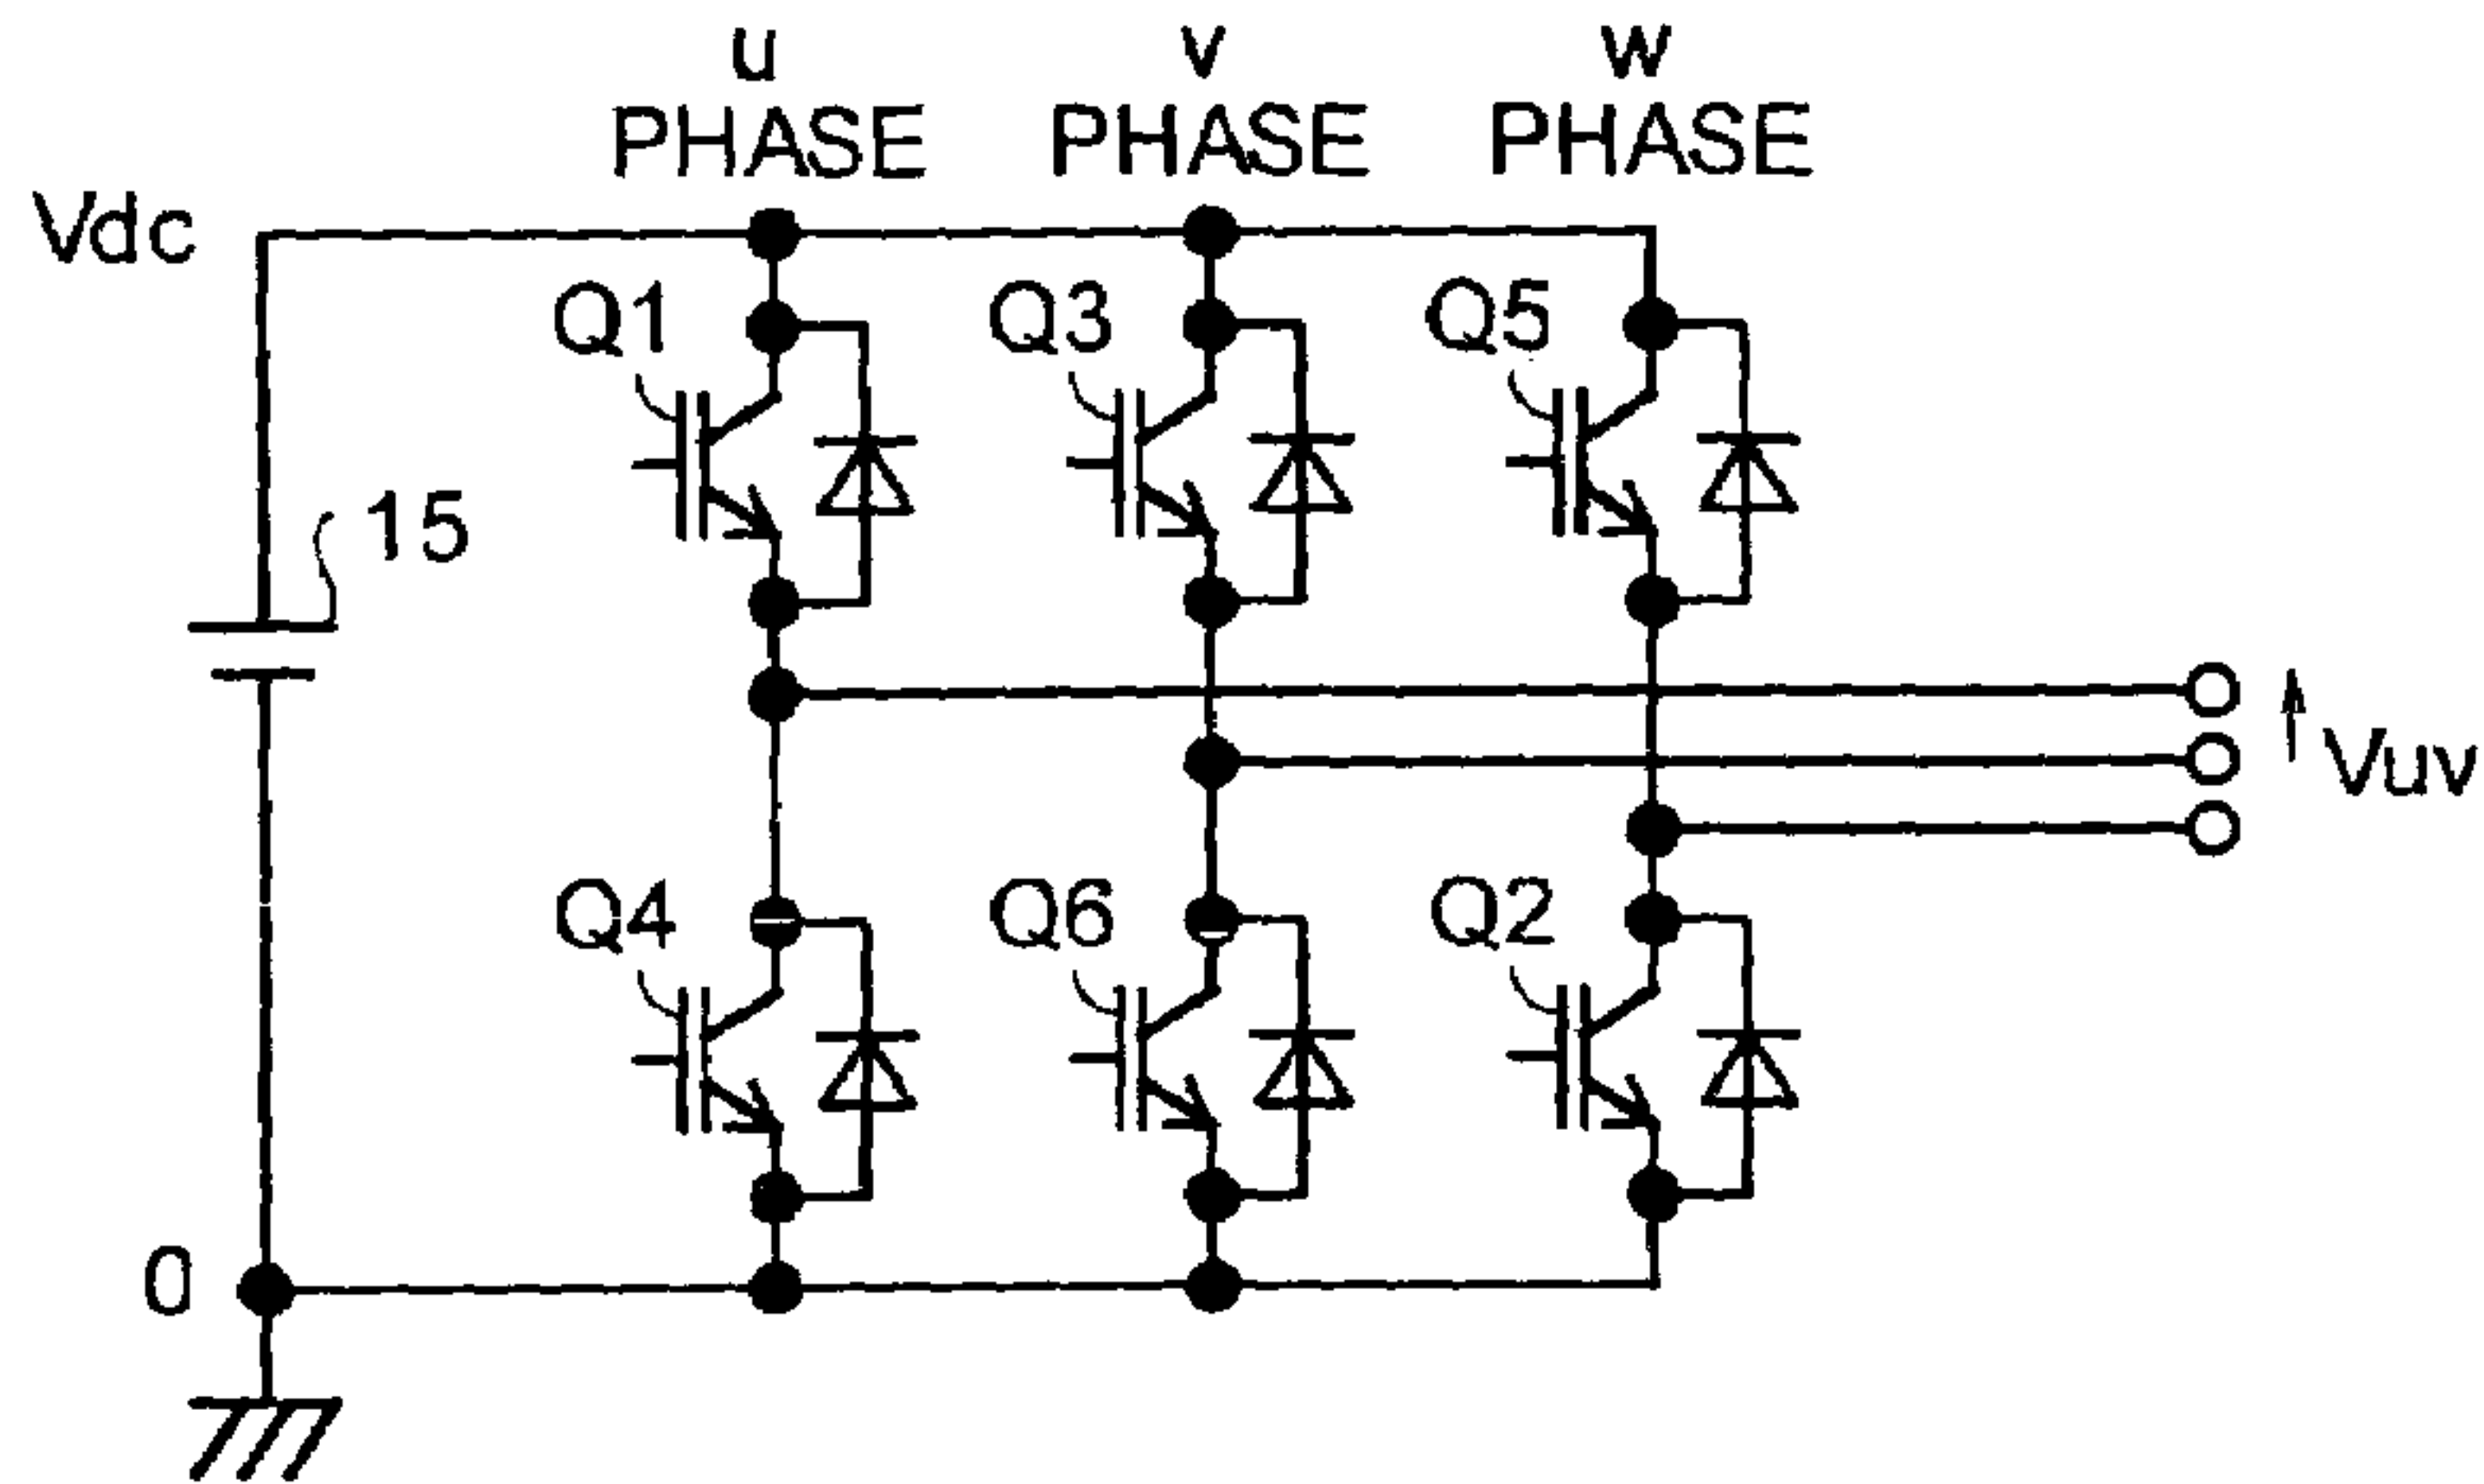 u v w
PHASE PHASE PHASE
Vdc
Q1 Q3 Q5
15
Vuv
Q4 Q6 Q2
0